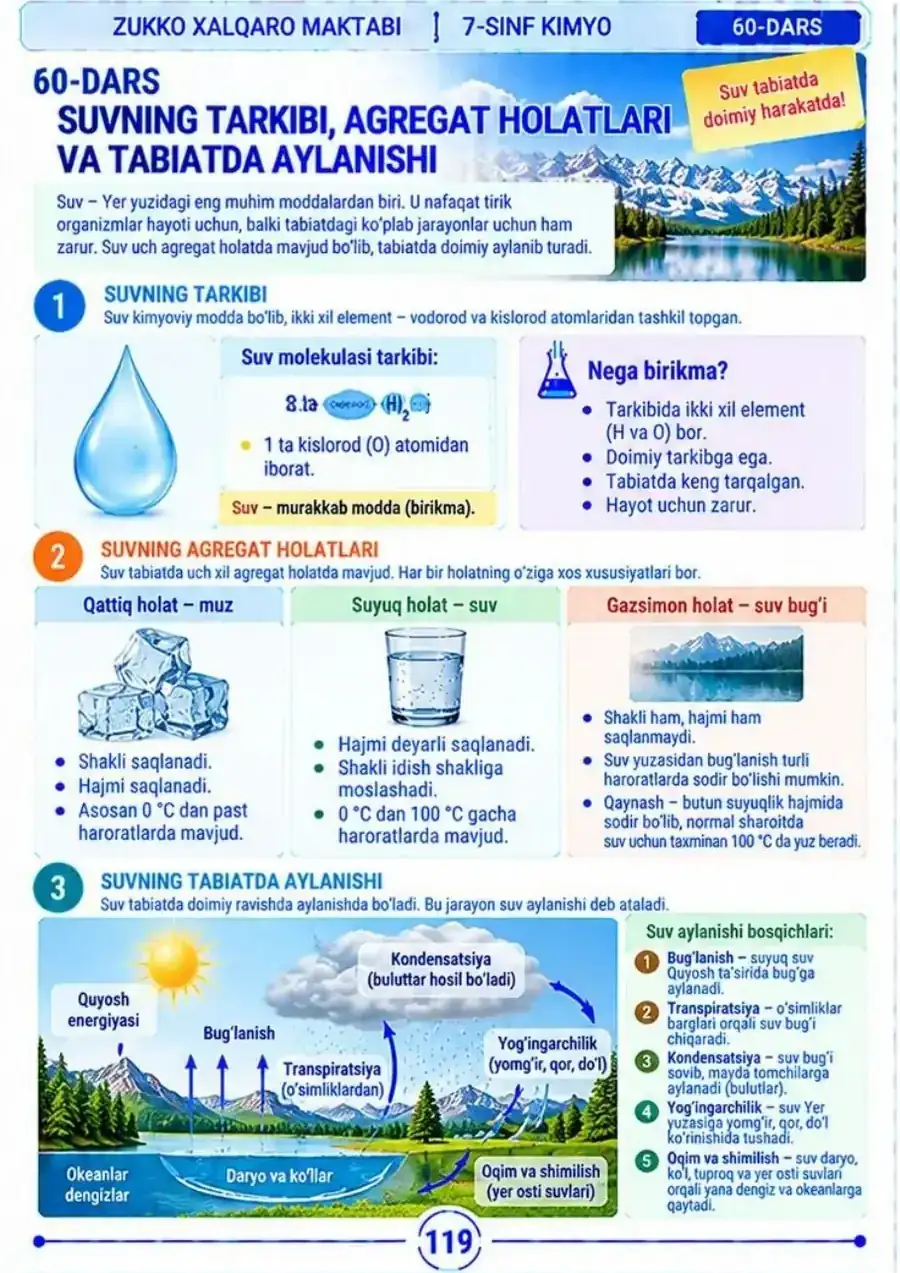 ZUKKO XALQARO MAKTABI | 7-SINF KIMYO
60-DARS
60-DARS
SUVNING TARKIBI, AGREGAT HOLATLARI
VA TABIATDA AYLANISHI
Suv tabiatda
doimiy harakatda!
Suv – Yer yuzidagi eng muhim moddalardan biri. U nafaqat tirik
organizmlar hayoti uchun, balki tabiatdagi ko‘plab jarayonlar uchun ham
zarur. Suv uch agregat holatda mavjud bo‘lib, tabiatda doimiy aylanib turadi.
1
SUVNING TARKIBI
Suv kimyoviy modda bo‘lib, ikki xil element – vodorod va kislorod atomlaridan tashkil topgan.
Suv molekulasi tarkibi:
(H)₂
• 1 ta kislorod (O) atomidan
iborat.
Suv – murakkab modda (birikma).
Nega birikma?
• Tarkibida ikki xil element
(H va O) bor.
• Doimiy tarkibga ega.
• Tabiatda keng tarqalgan.
• Hayot uchun zarur.
2
SUVNING AGREGAT HOLATLARI
Suv tabiatda uch xil agregat holatda mavjud. Har bir holatning o‘ziga xos xususiyatlari bor.
Qattiq holat – muz
• Shakli saqlanadi.
• Hajmi saqlanadi.
• Asosan 0 °C dan past
haroratlarda mavjud.
Suyuq holat – suv
• Hajmi deyarli saqlanadi.
• Shakli idish shakliga
moslashadi.
• 0 °C dan 100 °C gacha
haroratlarda mavjud.
Gazsimon holat – suv bug‘i
• Shakli ham, hajmi ham
saqlanmaydi.
• Suv yuzasidan bug‘lanish turli
haroratlarda sodir bo‘lishi mumkin.
• Qaynash – butun suyuqlik hajmida
sodir bo‘lib, normal sharoitda
suv uchun taxminan 100 °C da yuz beradi.
3
SUVNING TABIATDA AYLANISHI
Suv tabiatda doimiy ravishda aylanishda bo‘ladi. Bu jarayon suv aylanishi deb ataladi.
Quyosh
energiyasi
Bug‘lanish
Kondensatsiya
(buluttar hosil bo‘ladi)
Transpiratsiya
(o‘simliklardan)
Yog‘ingarchilik
(yomg‘ir, qor, do‘l)
Okeanlar
dengizlar
Daryo va ko‘llar
Oqim va shimilish
(yer osti suvlari)
Suv aylanishi bosqichlari:
1 Bug‘lanish – suyuq suv
Quyosh ta’sirida bug‘ga
aylanadi.
2 Transpiratsiya – o‘simliklar
barglari orqali suv bug‘i
chiqaradi.
3 Kondensatsiya – suv bug‘i
sovib, mayda tomchilarga
aylanadi (bulutlar).
4 Yog‘ingarchilik – suv Yer
yuzasiga yomg‘ir, qor, do‘l
ko‘rinishida tushadi.
5 Oqim va shimilish – suv daryo,
ko‘l, tuproq va yer osti suvlari
orqali yana dengiz va okeanlarga
qaytadi.
119